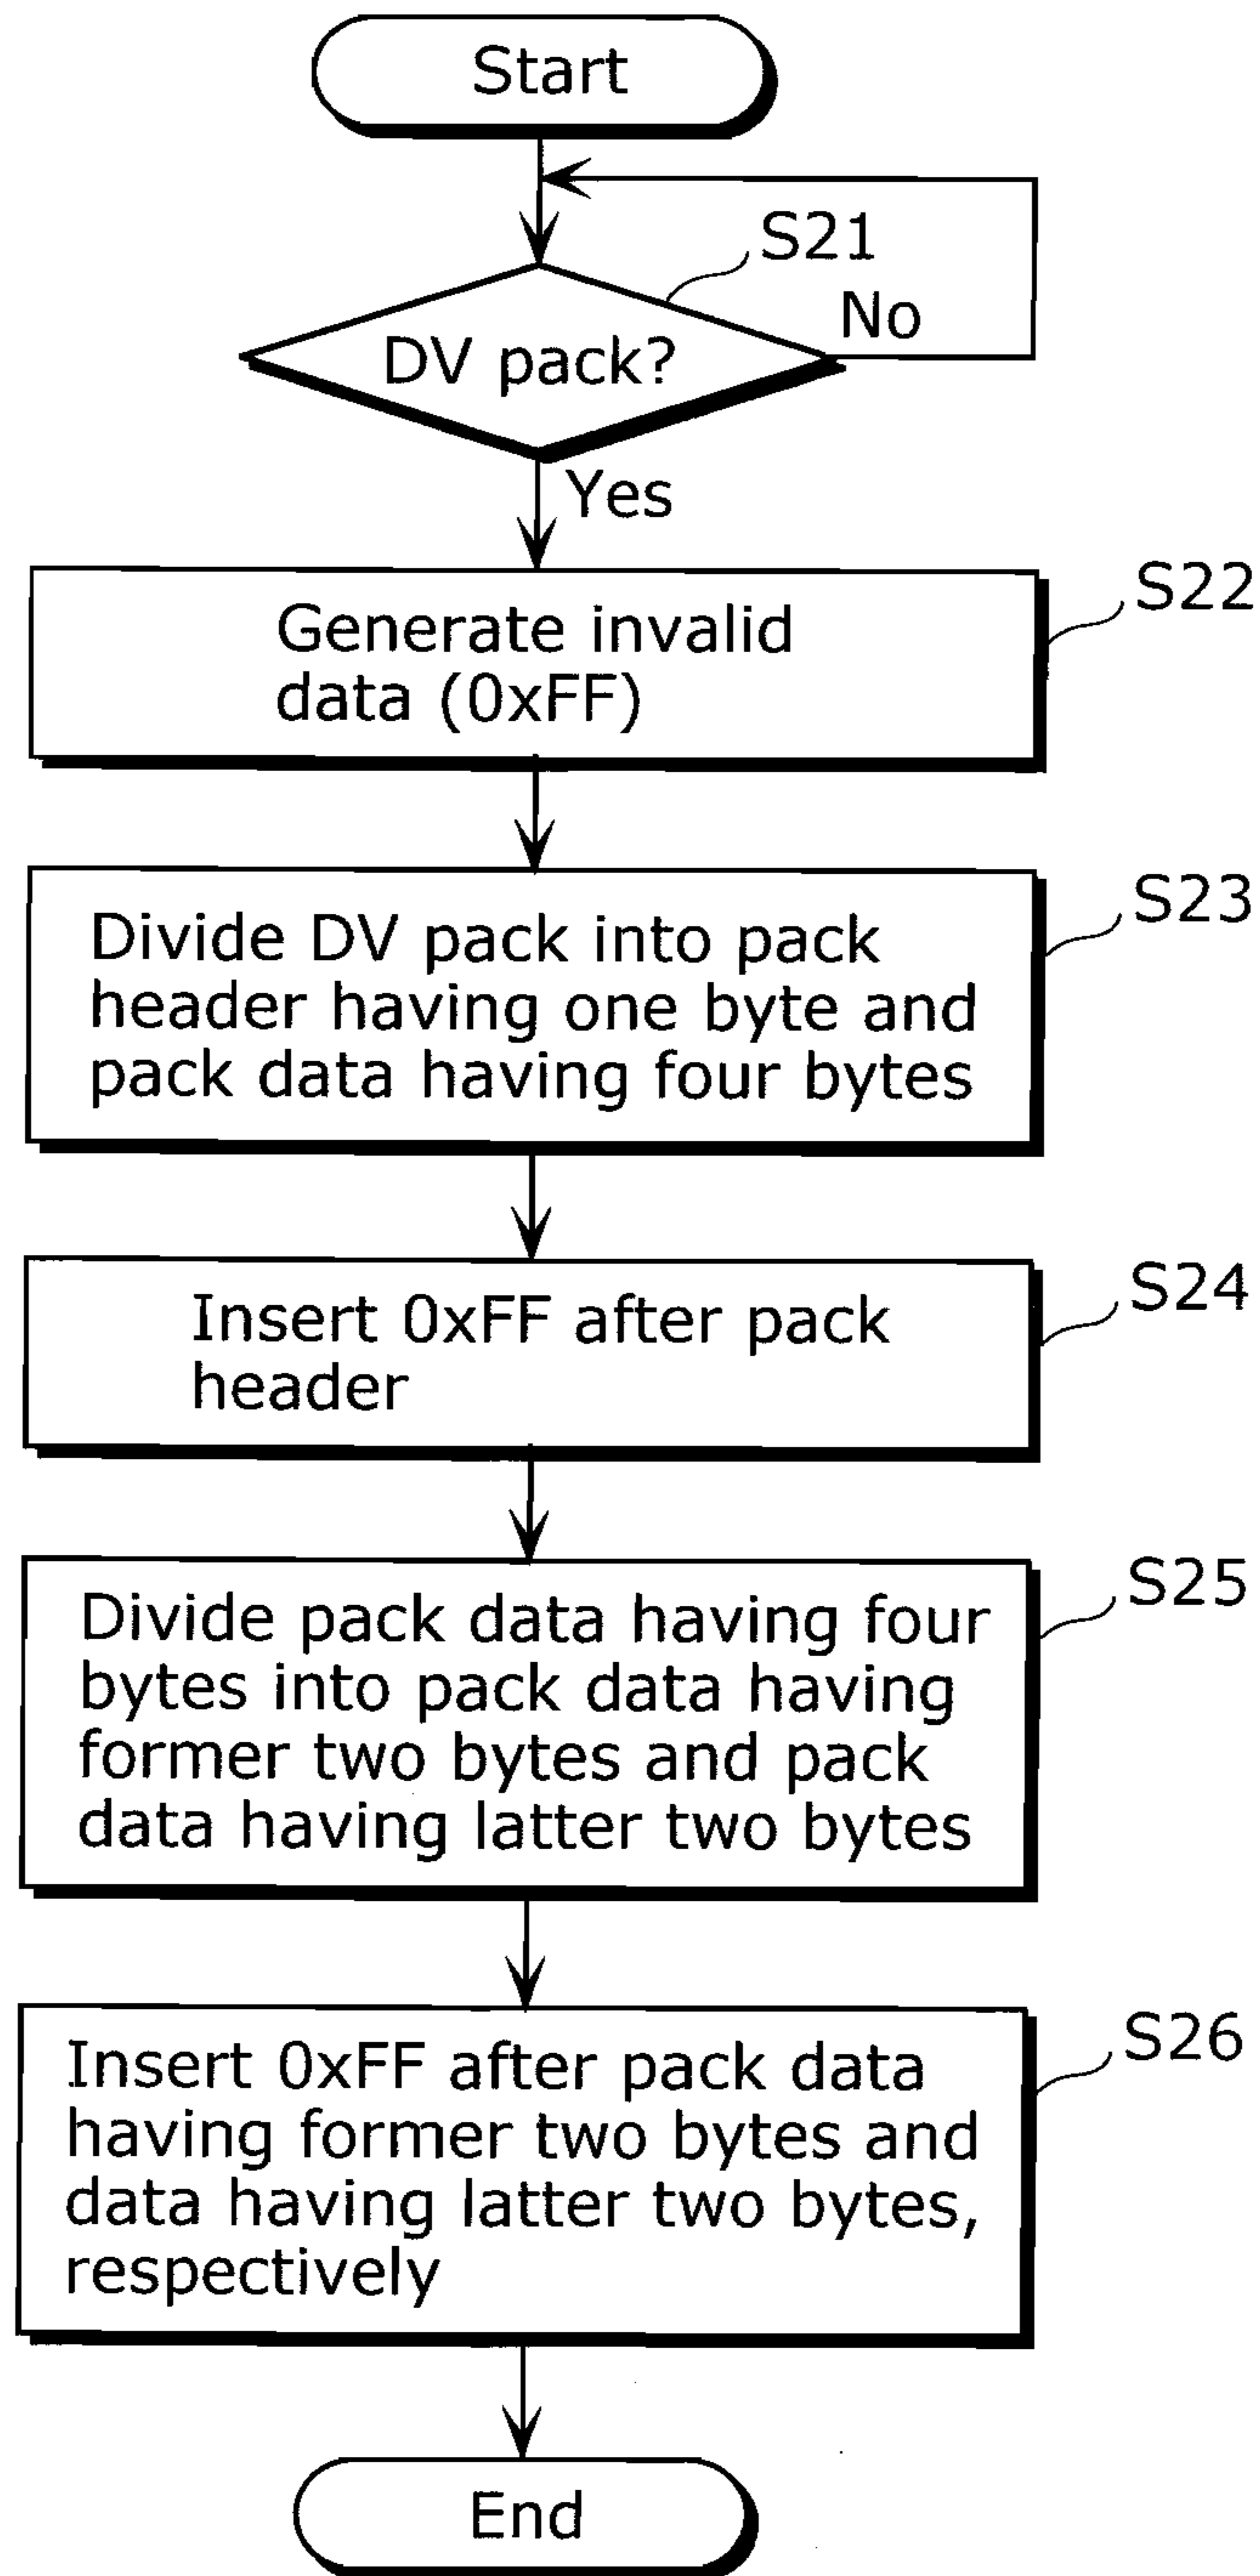 Start
S21
No
DV pack?
Yes
S22
Generate invalid
data (0xFF)
S23
Divide DV pack into pack
header having one byte and
pack data having four bytes
S24
Insert 0xFF after pack
header
S25
Divide pack data having four
bytes into pack data having
former two bytes and pack
data having latter two bytes
S26
Insert 0xFF after pack data
having former two bytes and
data having latter two bytes,
respectively
End